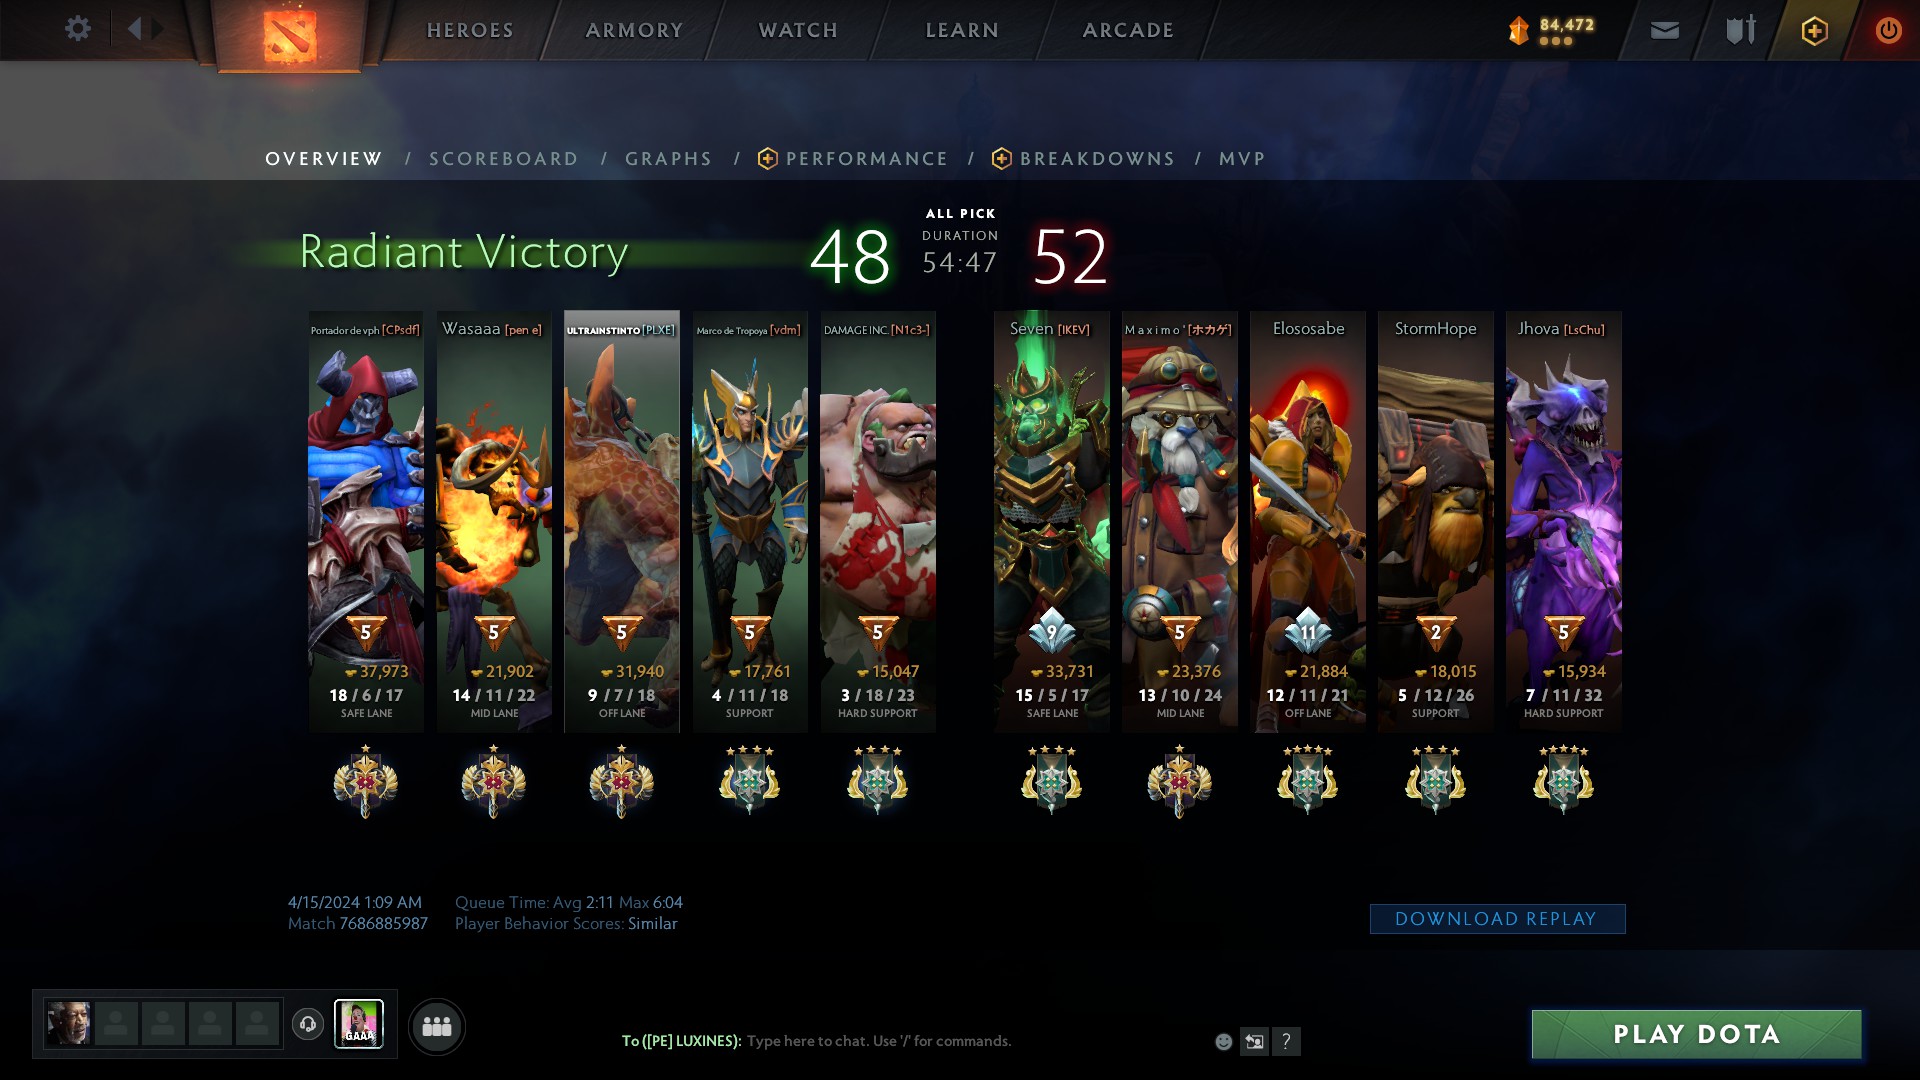 HEROES
ARMORY
WATCH
LEARN
ARCADE
84,472
OVERVIEW / SCOREBOARD / GRAPHS / PERFORMANCE / BREAKDOWNS / MVP
ALL PICK
Radiant Victory
48
DURATION
54:47
52
Portador de vph [CPsdf]
Wasaaa [pen e]
ULTRAINSTINTO [PLXE]
Marco de Tropoya [vdm]
DAMAGE INC. [N1c3-]
Seven [IKEV]
Maximo' [ホカゲ]
Elososabe
StormHope
Jhova [LsChu]
5 5 5 5 5 9 5 11 2 5
37,973 21,902 31,940 17,761 15,047 33,731 23,376 21,884 18,015 15,934
18 / 6 / 17 14 / 11 / 22 9 / 7 / 18 4 / 11 / 18 3 / 18 / 23 15 / 5 / 17 13 / 10 / 24 12 / 11 / 21 5 / 12 / 26 7 / 11 / 32
SAFE LANE MID LANE OFF LANE SUPPORT HARD SUPPORT SAFE LANE MID LANE OFF LANE SUPPORT HARD SUPPORT
4/15/2024 1:09 AM Queue Time: Avg 2:11 Max 6:04
Match 7686885987 Player Behavior Scores: Similar
DOWNLOAD REPLAY
GAAA
To ([PE] LUXINES): Type here to chat. Use '/' for commands.
?
PLAY DOTA